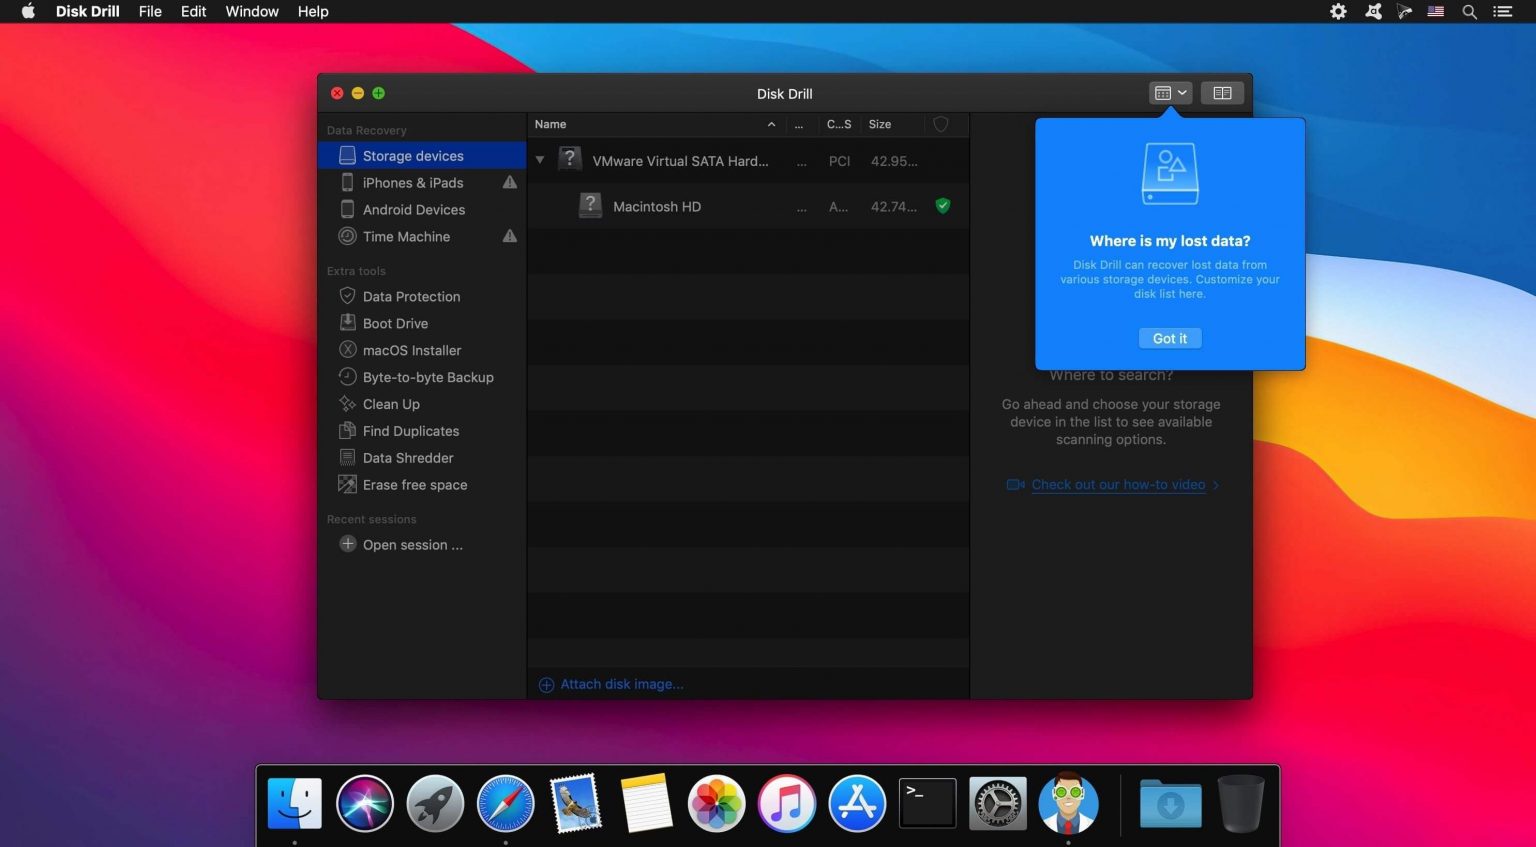 Disk Drill File Edit Window Help
Disk Drill
Data Recovery
Storage devices
iPhones & iPads
Android Devices
Time Machine
Extra tools
Data Protection
Boot Drive
macOS Installer
Byte-to-byte Backup
Clean Up
Find Duplicates
Data Shredder
Erase free space
Recent sessions
Open session ...
Name ... C...S Size
? VMware Virtual SATA Hard... ... PCI 42.95...
? Macintosh HD ... A... 42.74...
Attach disk image...
Where is my lost data?
Disk Drill can recover lost data from
various storage devices. Customize your
disk list here.
Got it
Where to search?
Go ahead and choose your storage
device in the list to see available
scanning options.
Check out our how-to video >
>_